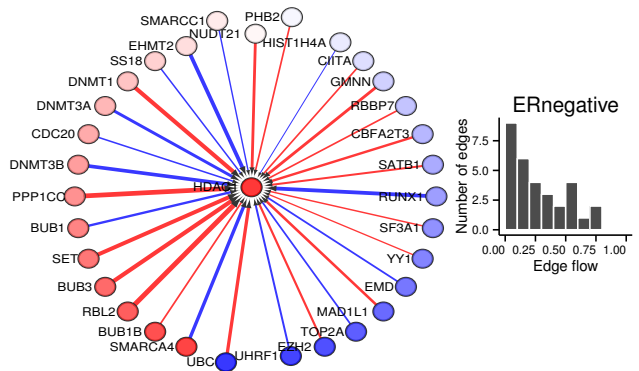 PHB2
SMARCC1
NUDT21
HIST1H4A
EHMT2
SS18
CIITA
DNMT1
GMNN
DNMT3A
RBBP7
CDC20
CBFA2T3
DNMT3B
SATB1
PPP1CC
HDAC
RUNX1
BUB1
SF3A1
SET
YY1
BUB3
EMD
RBL2
MAD1L1
BUB1B
TOP2A
SMARCA4
EZH2
UBC
UHRF1
ERnegative
Number of edges
7.5
5.0
2.5
0.0
0.00 0.25 0.50 0.75 1.00
Edge flow